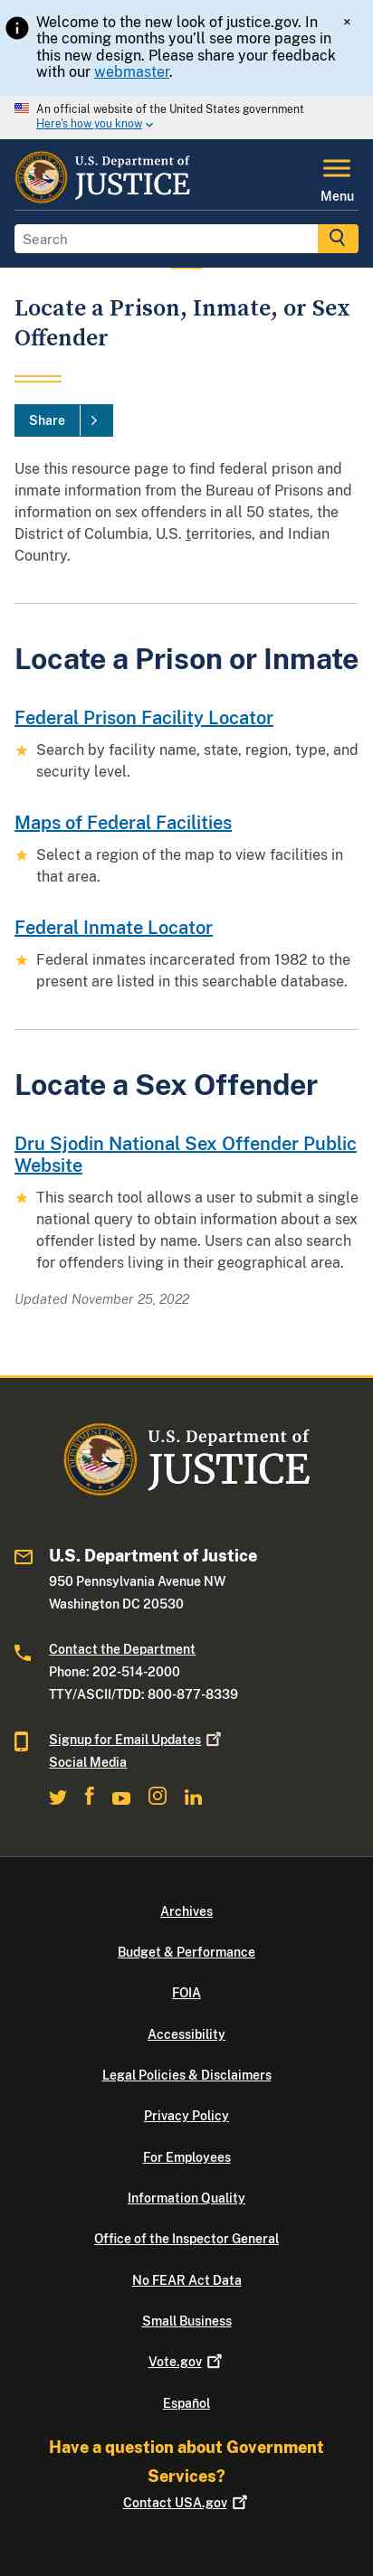 Welcome to the new look of justice.gov. In
the coming months you’ll see more pages in
this new design. Please share your feedback
with our webmaster.
×
An official website of the United States government
Here's how you know
U.S. Department of
JUSTICE
Menu
Search
Locate a Prison, Inmate, or Sex
Offender
Share
Use this resource page to find federal prison and
inmate information from the Bureau of Prisons and
information on sex offenders in all 50 states, the
District of Columbia, U.S. territories, and Indian
Country.
Locate a Prison or Inmate
Federal Prison Facility Locator
Search by facility name, state, region, type, and
security level.
Maps of Federal Facilities
Select a region of the map to view facilities in
that area.
Federal Inmate Locator
Federal inmates incarcerated from 1982 to the
present are listed in this searchable database.
Locate a Sex Offender
Dru Sjodin National Sex Offender Public
Website
This search tool allows a user to submit a single
national query to obtain information about a sex
offender listed by name. Users can also search
for offenders living in their geographical area.
Updated November 25, 2022
U.S. Department of
JUSTICE
U.S. Department of Justice
950 Pennsylvania Avenue NW
Washington DC 20530
Contact the Department
Phone: 202-514-2000
TTY/ASCII/TDD: 800-877-8339
Signup for Email Updates
Social Media
Archives
Budget & Performance
FOIA
Accessibility
Legal Policies & Disclaimers
Privacy Policy
For Employees
Information Quality
Office of the Inspector General
No FEAR Act Data
Small Business
Vote.gov
Español
Have a question about Government
Services?
Contact USA.gov